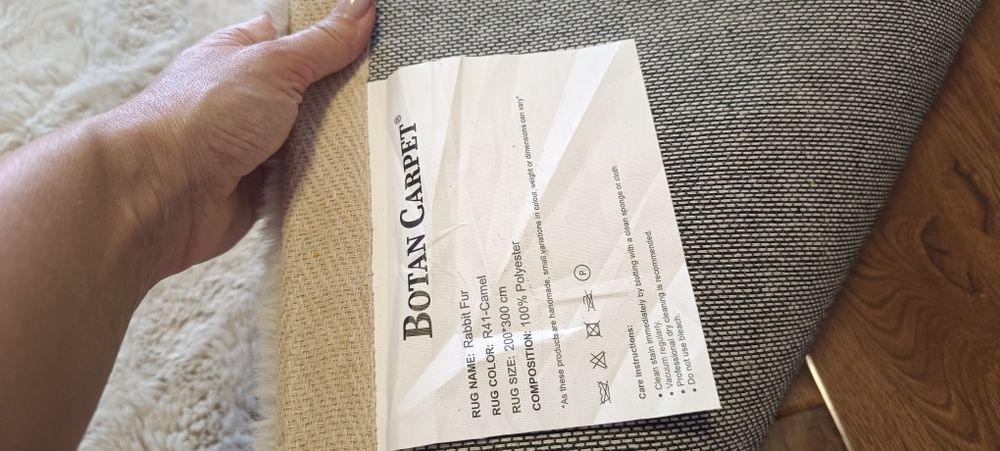 BOTAN CARPET®
RUG NAME: Rabbit Fur
RUG COLOR: R41-Camel
RUG SIZE: 200*300 cm
COMPOSITION: 100% Polyester
*As these products are handmade, small variations in colour, weight or dimensions can vary*
P
Care instructions:
• Clean stain immediately by blotting with a clean sponge or cloth.
• Vacuum regularly.
• Professional dry cleaning is recommended.
• Do not use bleach.